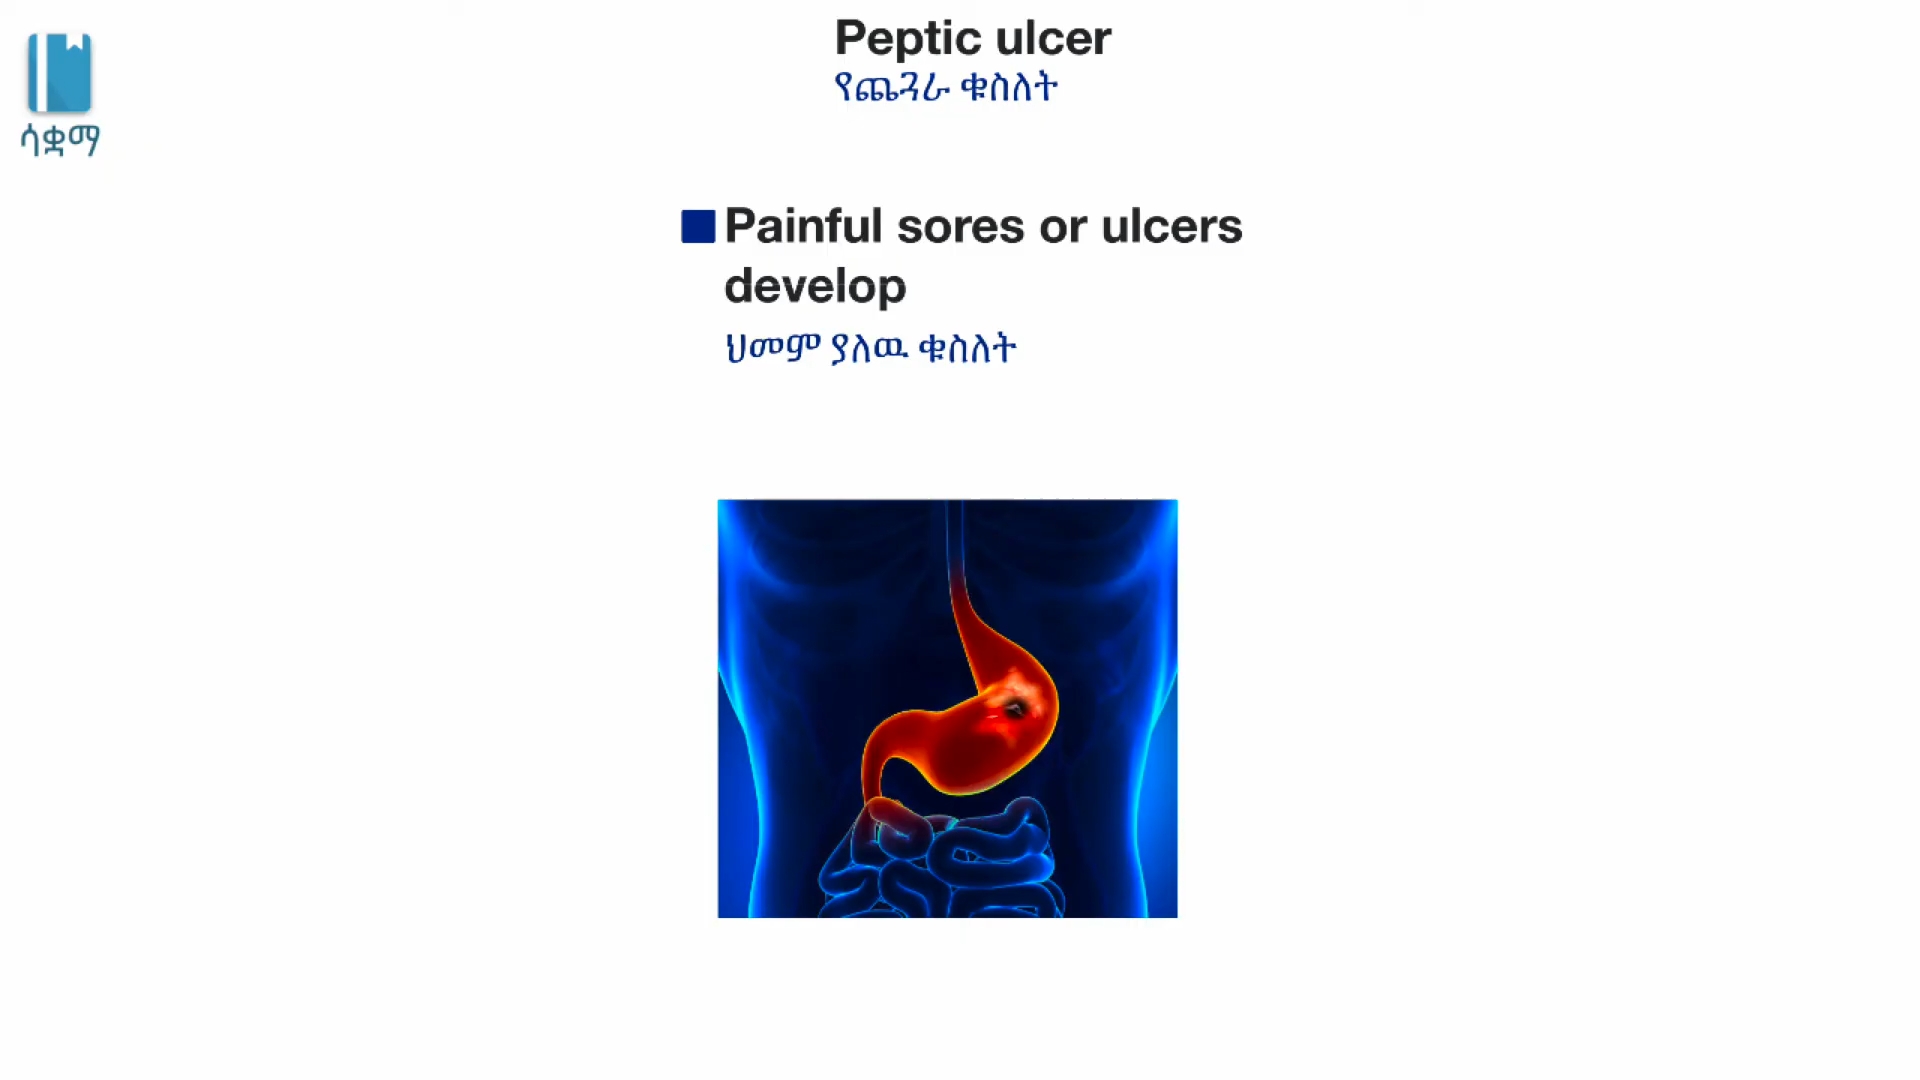 Peptic ulcer
የጨጓራ ቁስለት
ሳቋማ
Painful sores or ulcers
develop
ህመም ያለዉ ቁስለት